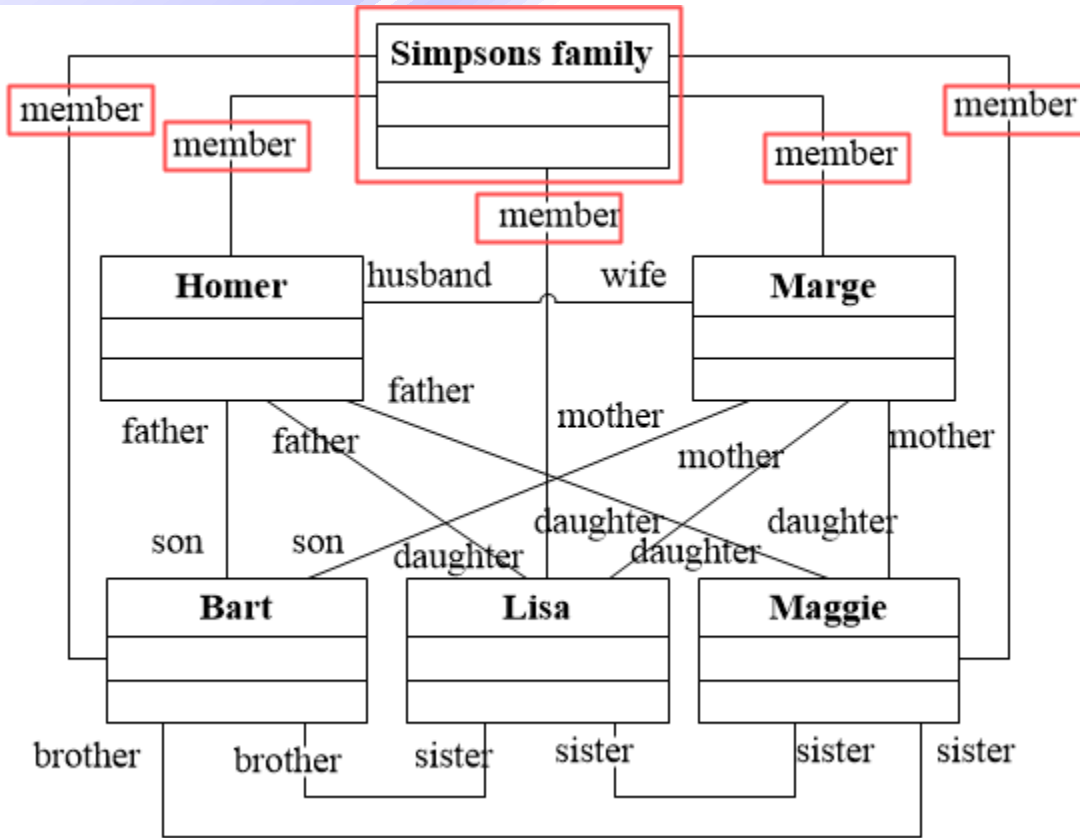 Simpsons family
member
member
member
member
member
Homer
husband
wife
Marge
father
father
father
mother
mother
mother
son
son
daughter
daughter
daughter
daughter
Bart
Lisa
Maggie
brother
brother
sister
sister
sister
sister